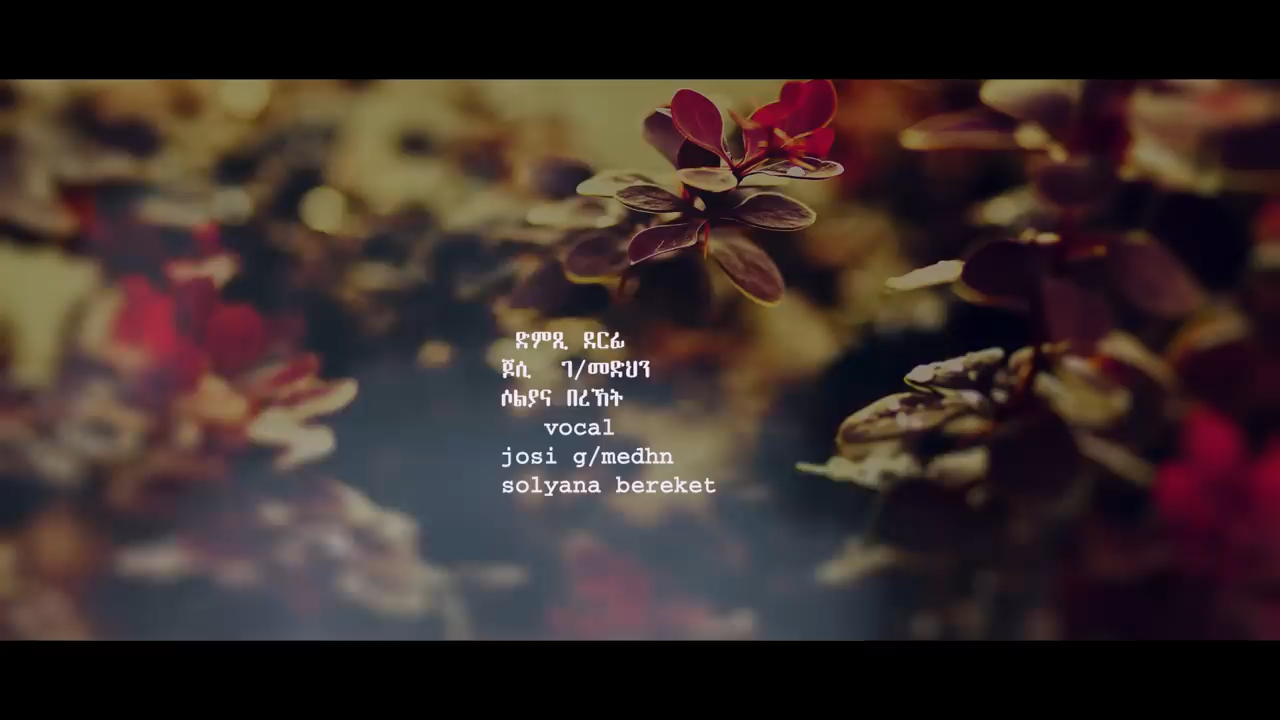 ድምጺ ደርፊ
ጆሲ ገ/መድህን
ሶልያና በረኸት
vocal
josi g/medhn
solyana bereket